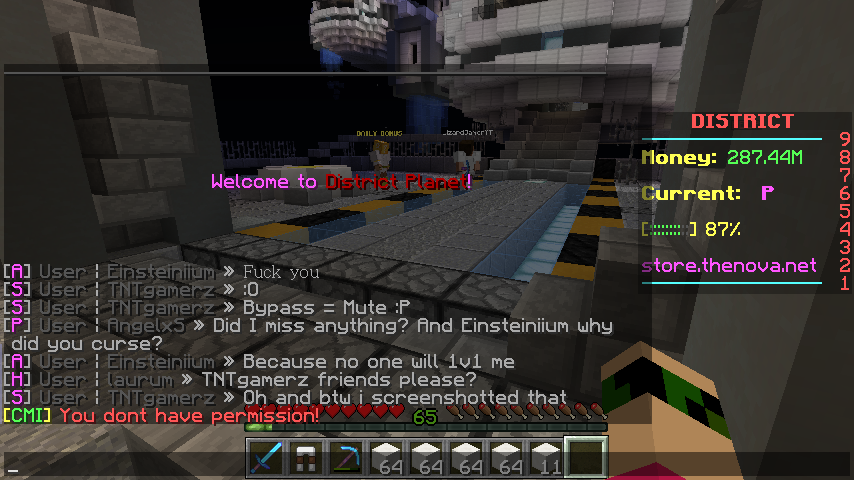 DISTRICT
9
Money: 287.44M
8
7
Current: P
6
5
[::::::: ] 87%
4
3
store.thenova.net
2
1
DAILY BONUS
LizardJamerYT
Welcome to District Planet!
[A] User ¦ Einsteiniium » Fuck you
[S] User ¦ TNTgamerz » :O
[S] User ¦ TNTgamerz » Bypass = Mute :P
[P] User ¦ AngelxS » Did I miss anything? And Einsteiniium why
did you curse?
[A] User ¦ Einsteiniium » Because no one will 1v1 me
[H] User ¦ laurum » TNTgamerz friends please?
[S] User ¦ TNTgamerz » Oh and btw i screenshotted that
[CMI] You dont have permission!
65
64 64 64 64 11
_